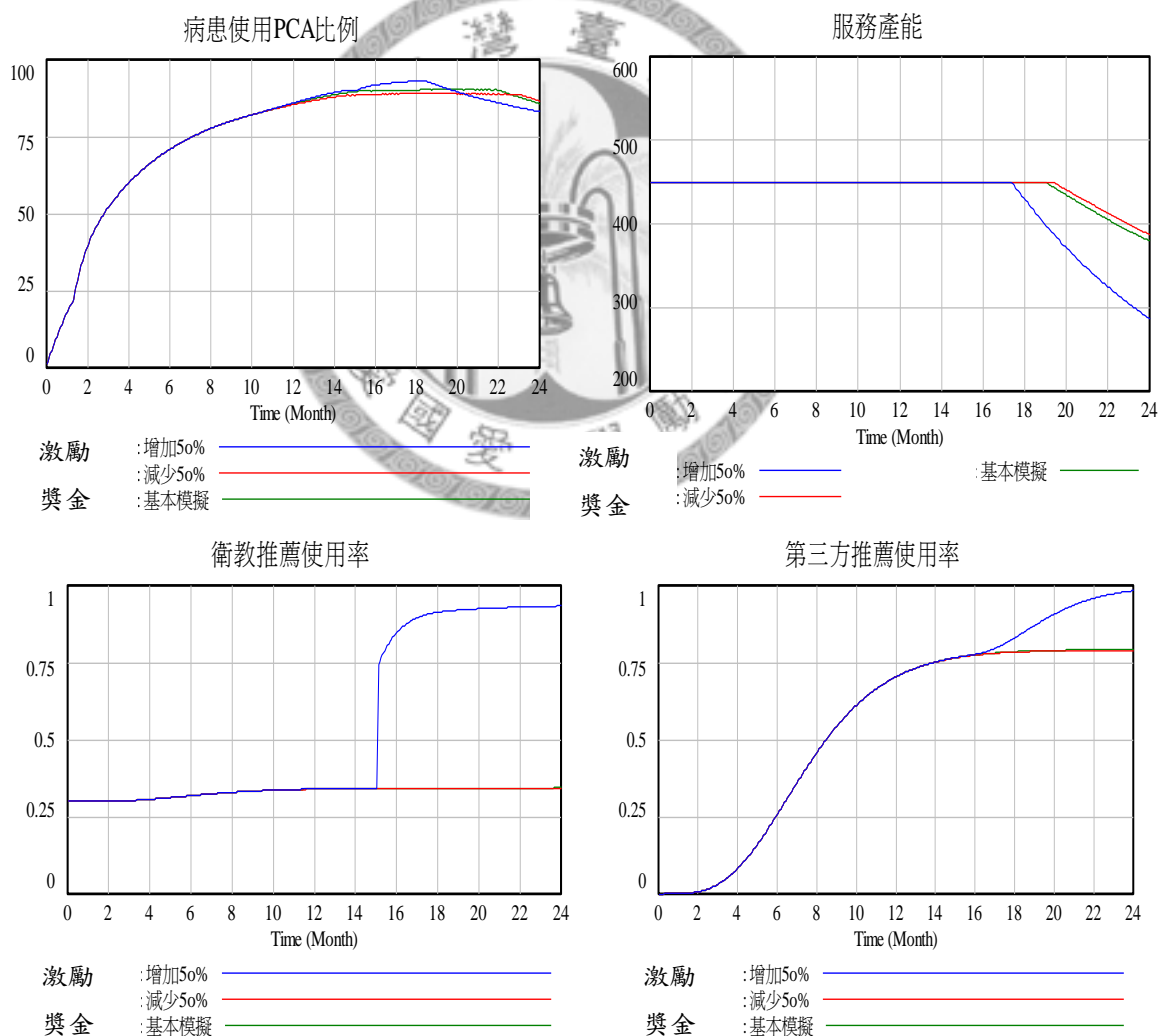 病患使用PCA比例
100
75
50
25
0
0 2 4 6 8 10 12 14 16 18 20 22 24
Time (Month)
激勵 :增加5o%
:減少5o%
獎金 :基本模擬
服務產能
600
500
400
300
200
0 2 4 6 8 10 12 14 16 18 20 22 24
Time (Month)
激勵 :增加5o% :基本模擬
獎金 :減少5o%
衛教推薦使用率
1
0.75
0.5
0.25
0
0 2 4 6 8 10 12 14 16 18 20 22 24
Time (Month)
激勵 :增加5o%
:減少5o%
獎金 :基本模擬
第三方推薦使用率
1
0.75
0.5
0.25
0
0 2 4 6 8 10 12 14 16 18 20 22 24
Time (Month)
激勵 :增加5o%
:減少5o%
獎金 :基本模擬
灣 臺
國 愛